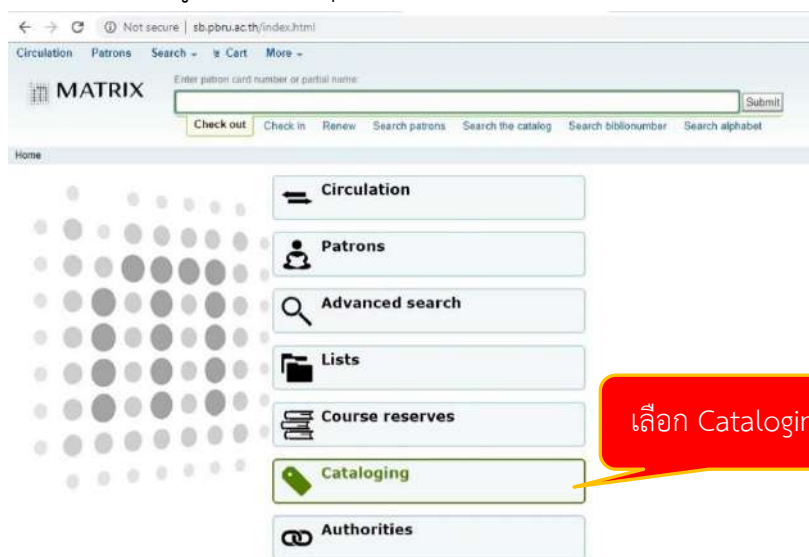 Not secure | sb.pbru.ac.th/index.html
Circulation Patrons Search Cart More
MATRIX
Enter patron card number or partial name:
Submit
Check out Check in Renew Search patrons Search the catalog Search biblionumber Search alphabet
Home
Circulation
Patrons
Advanced search
Lists
Course reserves
เลือก Catalogin
Cataloging
Authorities